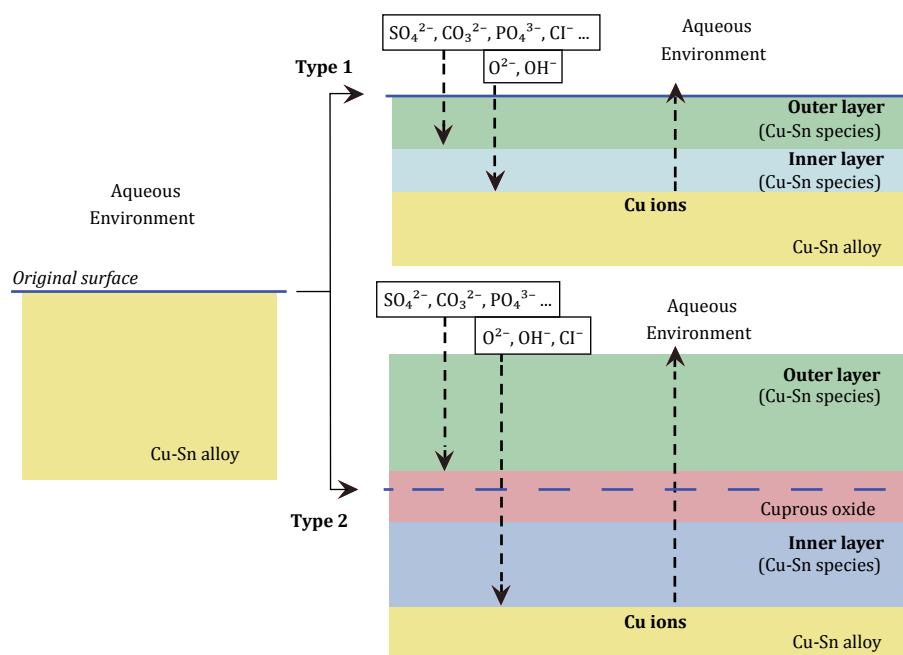 SO₄²⁻, CO₃²⁻, PO₄³⁻, CI⁻ ...
O²⁻, OH⁻
Aqueous
Environment
Type 1
Outer layer
(Cu-Sn species)
Inner layer
(Cu-Sn species)
Cu ions
Cu-Sn alloy
Aqueous
Environment
Original surface
Cu-Sn alloy
SO₄²⁻, CO₃²⁻, PO₄³⁻ ...
O²⁻, OH⁻, CI⁻
Aqueous
Environment
Type 2
Outer layer
(Cu-Sn species)
Cuprous oxide
Inner layer
(Cu-Sn species)
Cu ions
Cu-Sn alloy